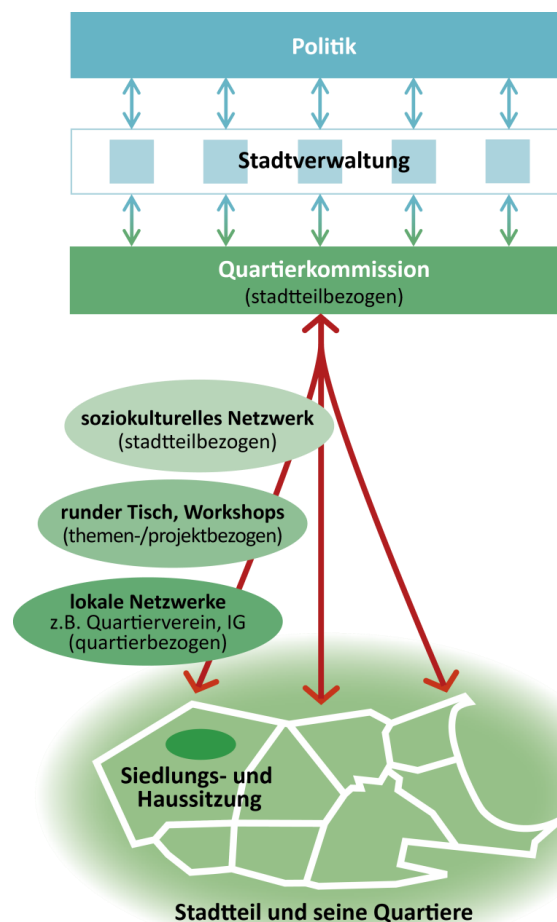 Politik
Stadtverwaltung
Quartierkommission
(stadtteilbezogen)
soziokulturelles Netzwerk
(stadtteilbezogen)
runder Tisch, Workshops
(themen-/projektbezogen)
lokale Netzwerke
z.B. Quartierverein, IG
(quartierbezogen)
Siedlungs- und
Haussitzung
Stadtteil und seine Quartiere